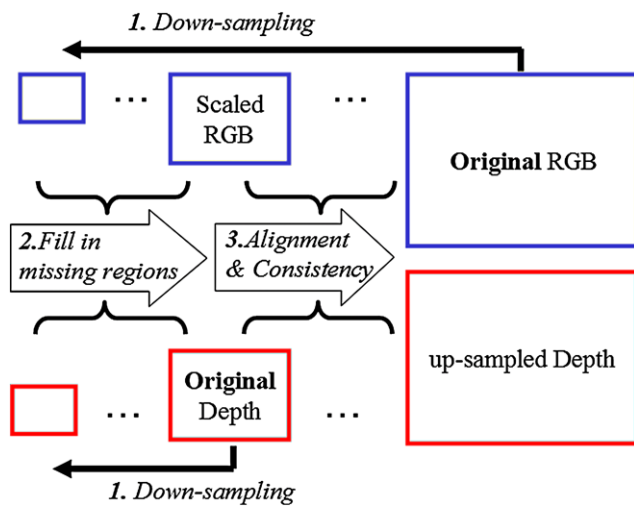 1. Down-sampling
...
...
Scaled
RGB
Original RGB
2.Fill in
missing regions
3.Alignment
& Consistency
up-sampled Depth
Original
Depth
...
...
1. Down-sampling